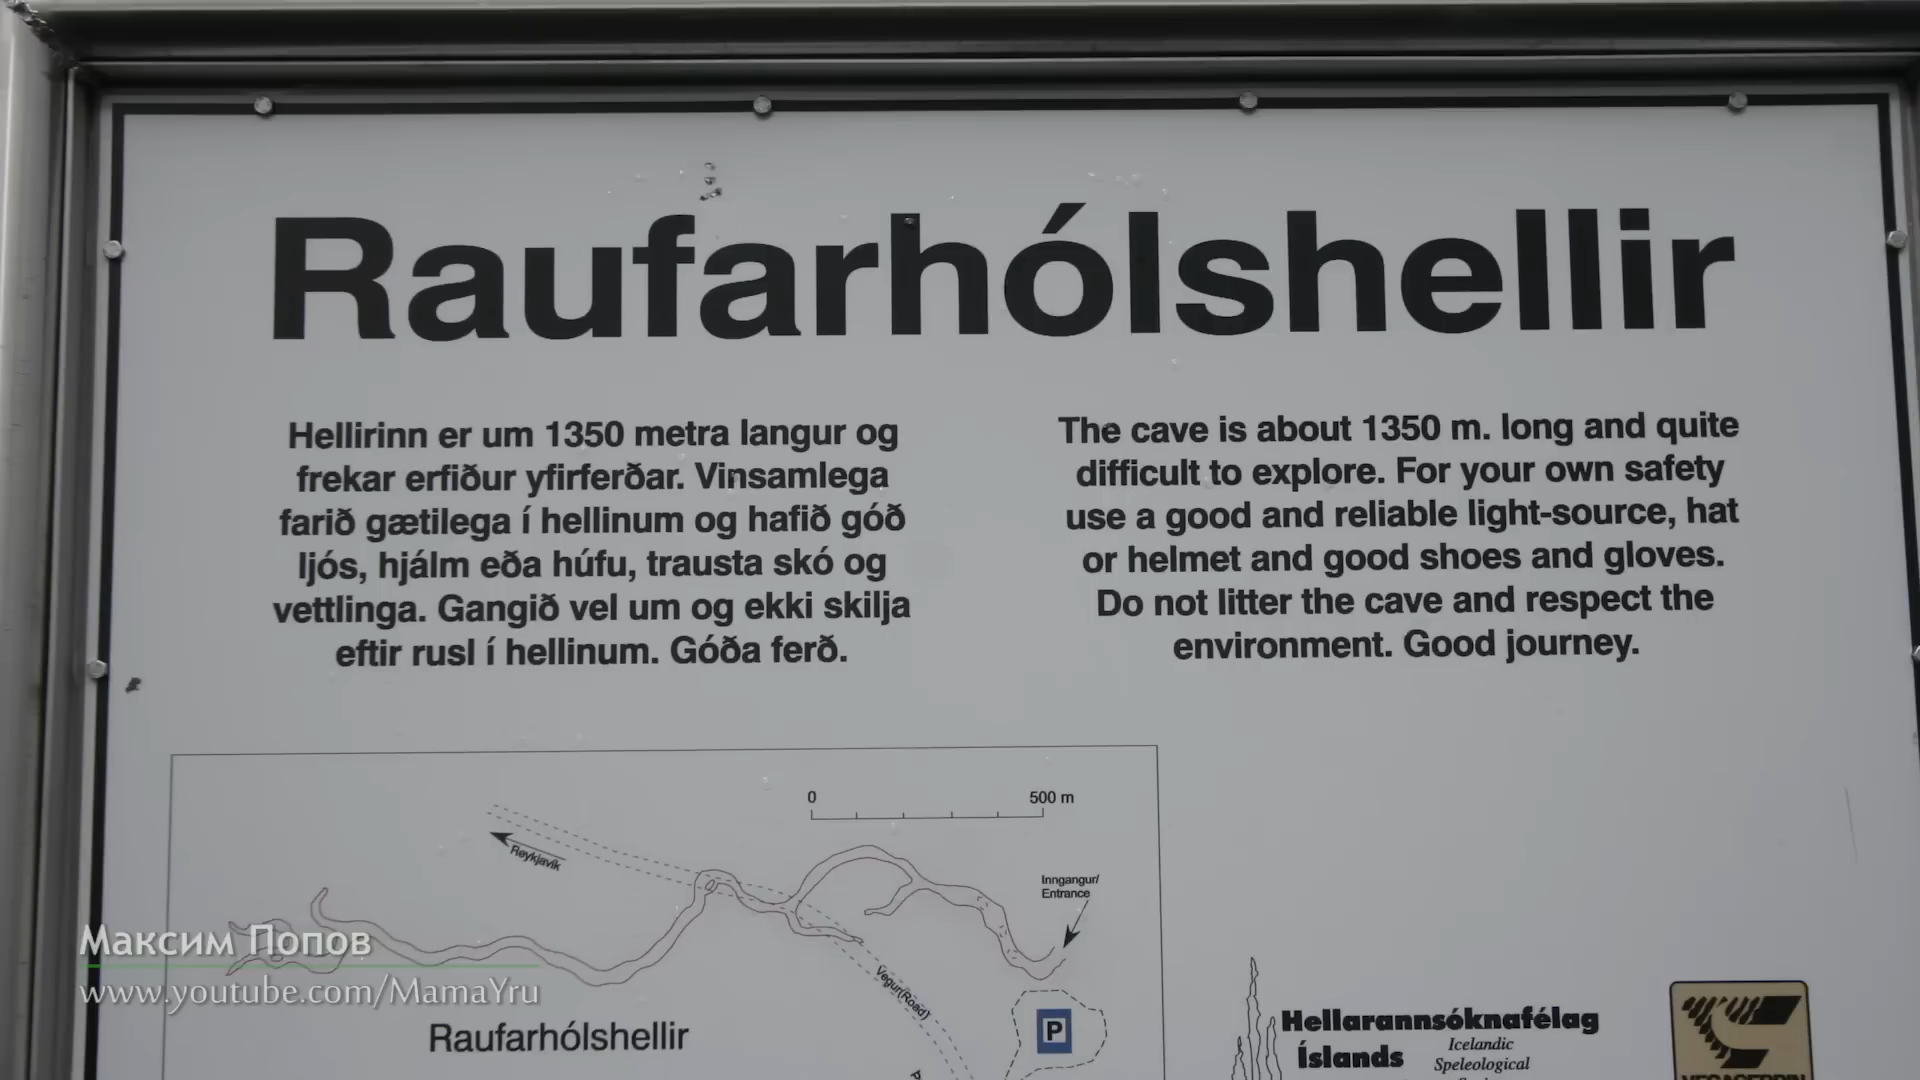 Raufarhólshellir
Hellirinn er um 1350 metra langur og
frekar erfiður yfirferðar. Vinsamlega
farið gætilega í hellinum og hafið góð
ljós, hjálm eða húfu, trausta skó og
vettlinga. Gangið vel um og ekki skilja
eftir rusl í hellinum. Góða ferð.
The cave is about 1350 m. long and quite
difficult to explore. For your own safety
use a good and reliable light-source, hat
or helmet and good shoes and gloves.
Do not litter the cave and respect the
environment. Good journey.
0 500 m
Reykjavík
Inngangur/
Entrance
Vegur(Road)
P
Raufarhólshellir
Hellarannsóknafélag
Íslands
Icelandic
Speleological
Максим Попов
www.youtube.com/MamaYru